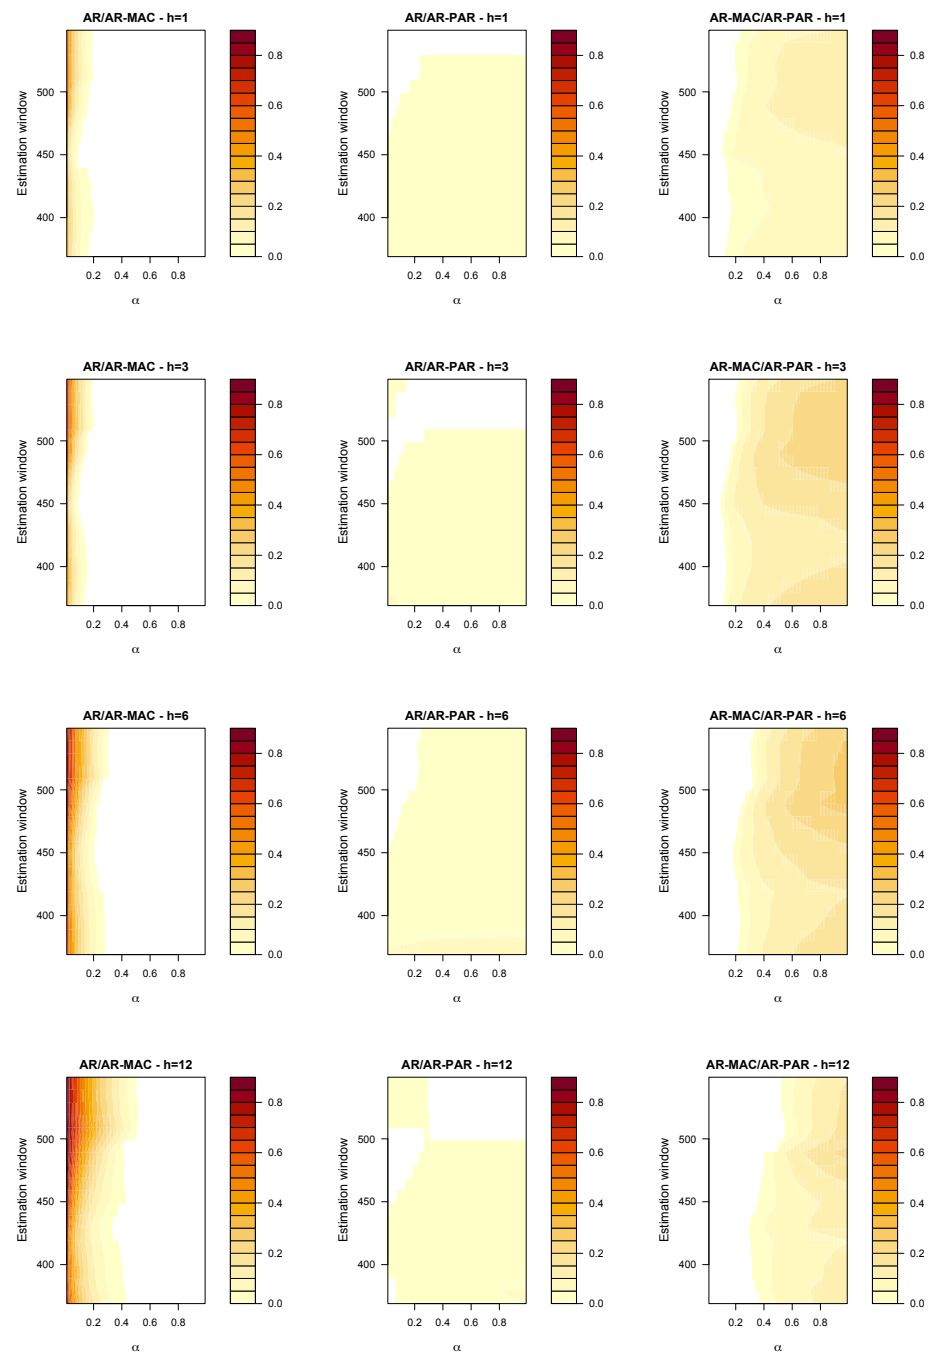 AR/AR-MAC - h=1
AR/AR-PAR - h=1
AR-MAC/AR-PAR - h=1
Estimation window
500
450
400
0.2 0.4 0.6 0.8
α
0.8
0.6
0.4
0.2
0.0
Estimation window
500
450
400
0.2 0.4 0.6 0.8
α
0.8
0.6
0.4
0.2
0.0
Estimation window
500
450
400
0.2 0.4 0.6 0.8
α
0.8
0.6
0.4
0.2
0.0
AR/AR-MAC - h=3
AR/AR-PAR - h=3
AR-MAC/AR-PAR - h=3
Estimation window
500
450
400
0.2 0.4 0.6 0.8
α
0.8
0.6
0.4
0.2
0.0
Estimation window
500
450
400
0.2 0.4 0.6 0.8
α
0.8
0.6
0.4
0.2
0.0
Estimation window
500
450
400
0.2 0.4 0.6 0.8
α
0.8
0.6
0.4
0.2
0.0
AR/AR-MAC - h=6
AR/AR-PAR - h=6
AR-MAC/AR-PAR - h=6
Estimation window
500
450
400
0.2 0.4 0.6 0.8
α
0.8
0.6
0.4
0.2
0.0
Estimation window
500
450
400
0.2 0.4 0.6 0.8
α
0.8
0.6
0.4
0.2
0.0
Estimation window
500
450
400
0.2 0.4 0.6 0.8
α
0.8
0.6
0.4
0.2
0.0
AR/AR-MAC - h=12
AR/AR-PAR - h=12
AR-MAC/AR-PAR - h=12
Estimation window
500
450
400
0.2 0.4 0.6 0.8
α
0.8
0.6
0.4
0.2
0.0
Estimation window
500
450
400
0.2 0.4 0.6 0.8
α
0.8
0.6
0.4
0.2
0.0
Estimation window
500
450
400
0.2 0.4 0.6 0.8
α
0.8
0.6
0.4
0.2
0.0